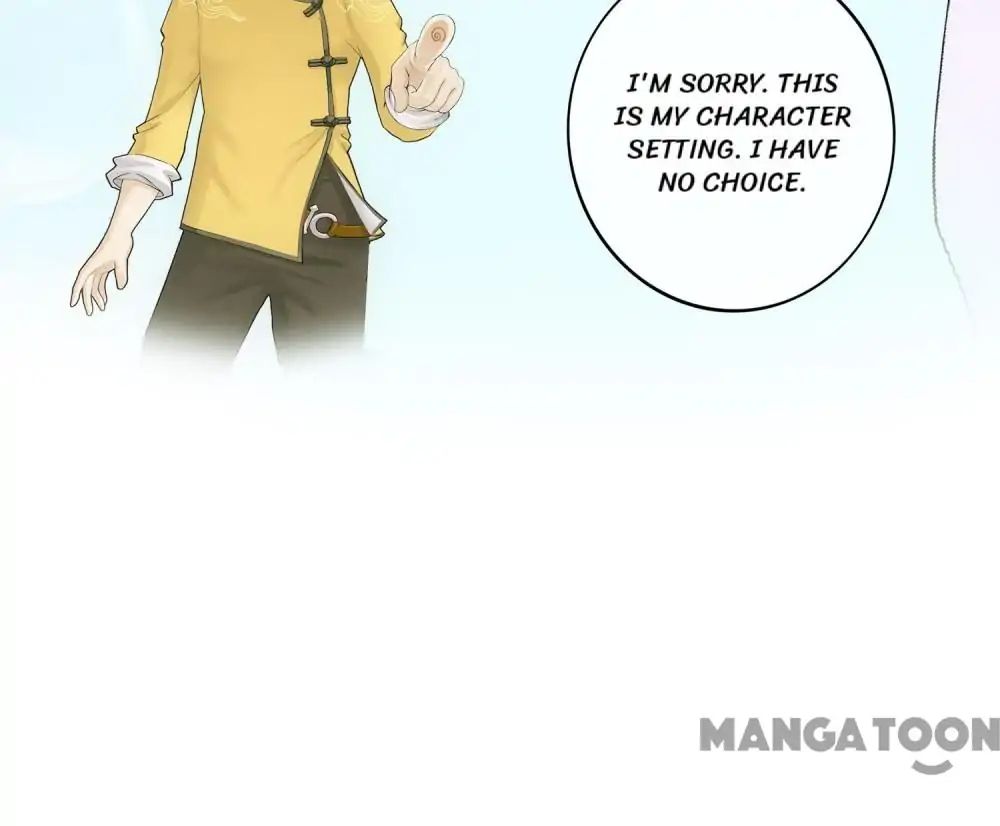 I'M SORRY. THIS
IS MY CHARACTER
SETTING. I HAVE
NO CHOICE.
MANGATOON